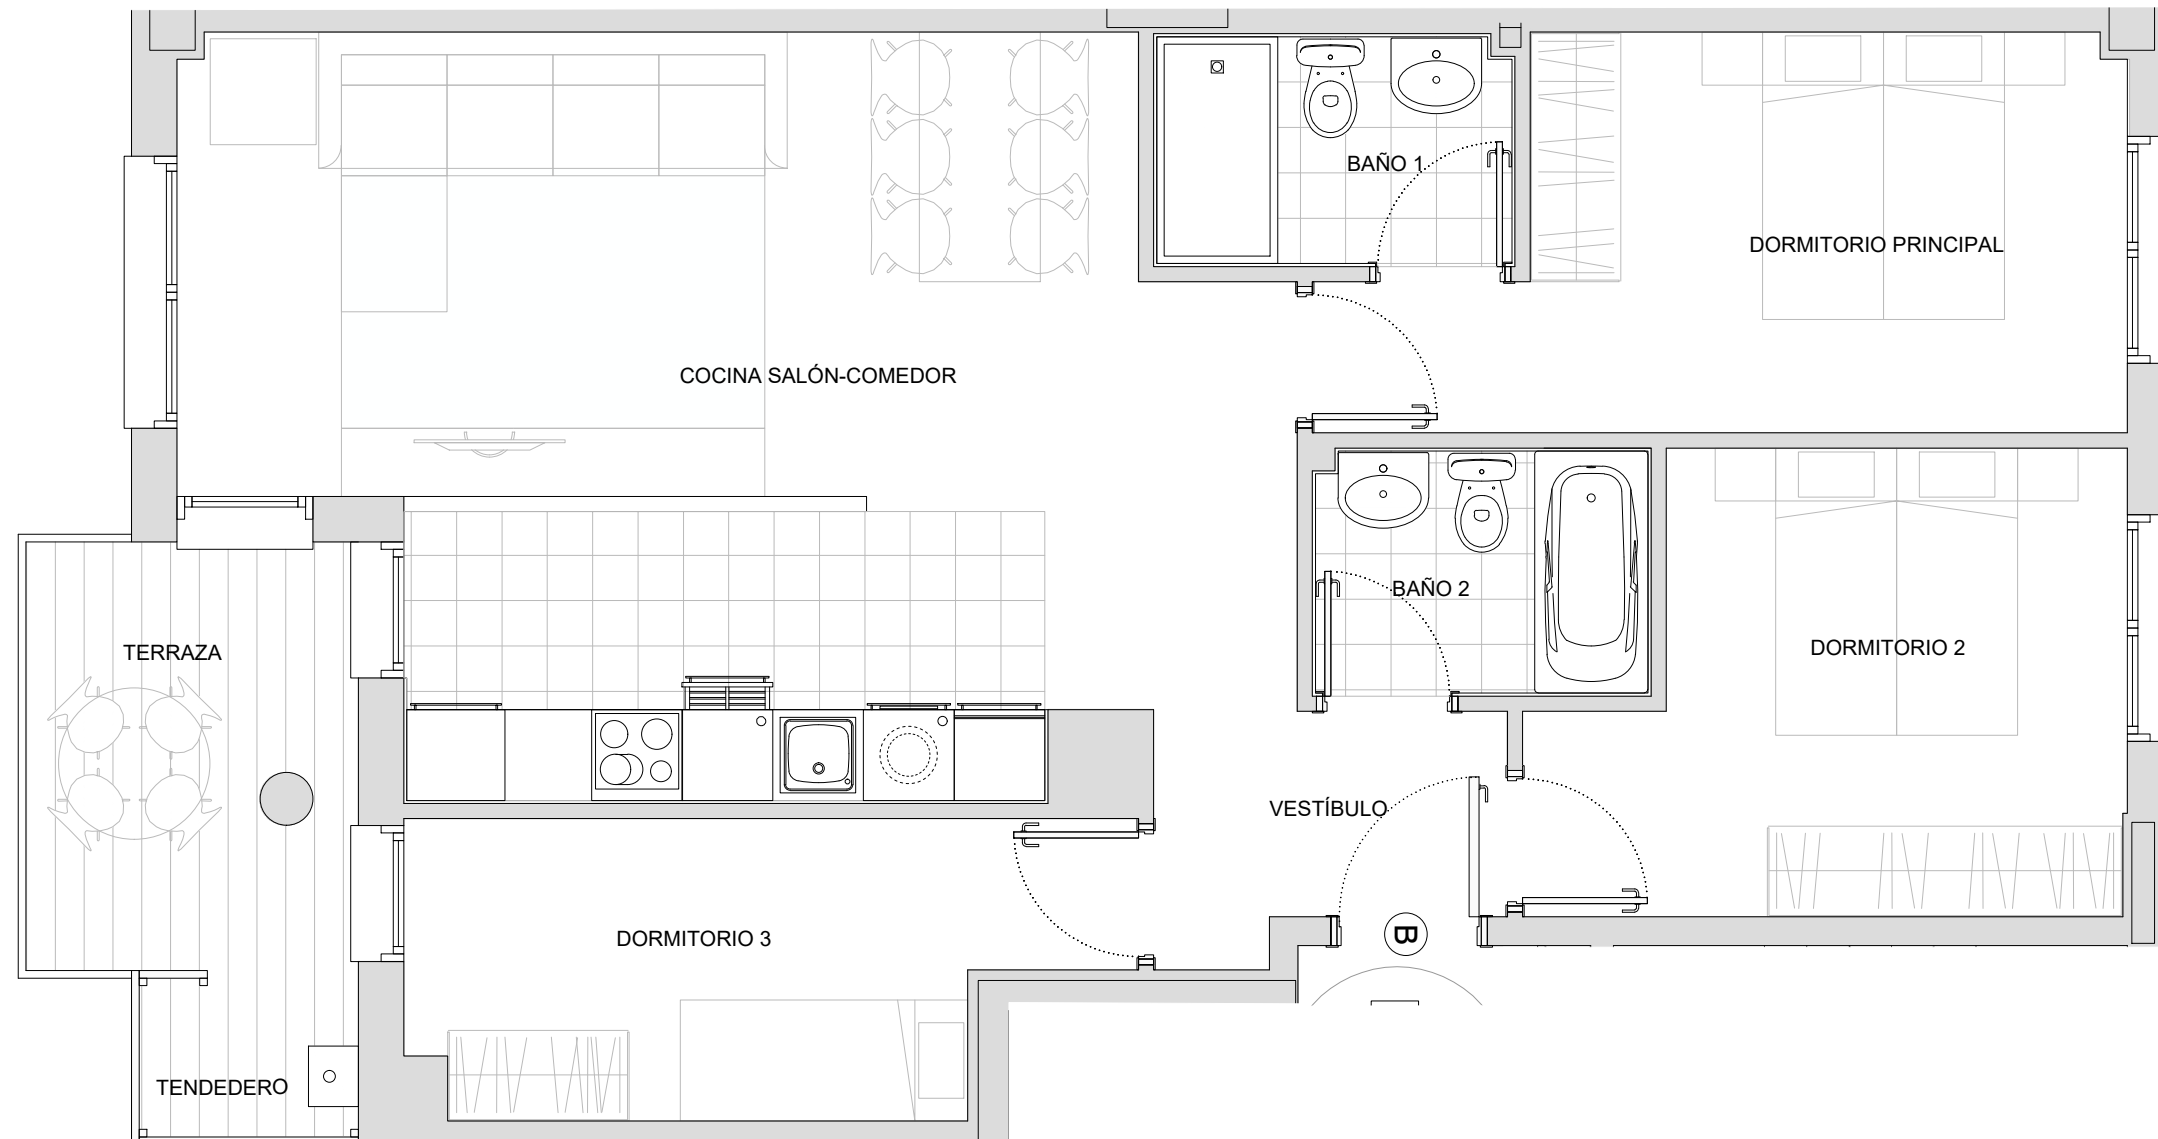 BAÑO 1
DORMITORIO PRINCIPAL
COCINA SALÓN-COMEDOR
BAÑO 2
TERRAZA
DORMITORIO 2
VESTÍBULO
DORMITORIO 3
B
TENDEDERO